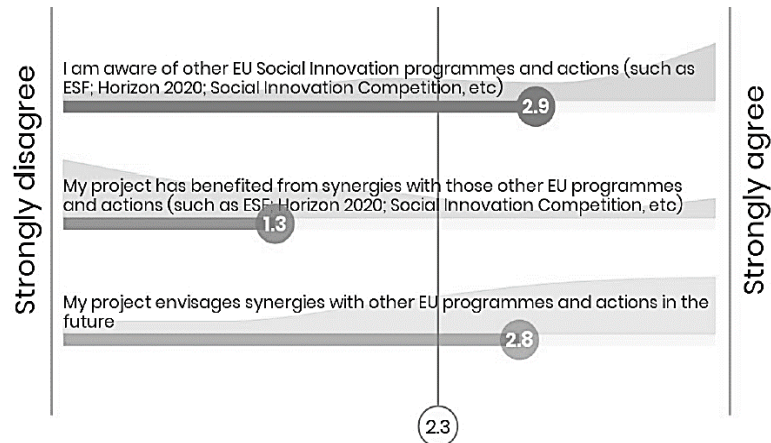 Strongly disagree
I am aware of other EU Social Innovation programmes and actions (such as
ESF; Horizon 2020; Social Innovation Competition, etc)
2.9
My project has benefited from synergies with those other EU programmes
and actions (such as ESF; Horizon 2020; Social Innovation Competition, etc)
1.3
My project envisages synergies with other EU programmes and actions in the
future
2.8
2.3
Strongly agree